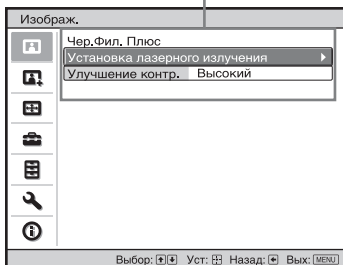 Изображ.
Чер.Фил. Плюс
Установка лазерного излучения
Улучшение контр. Высокий
Выбор: Уст: Назад: Вых: MENU